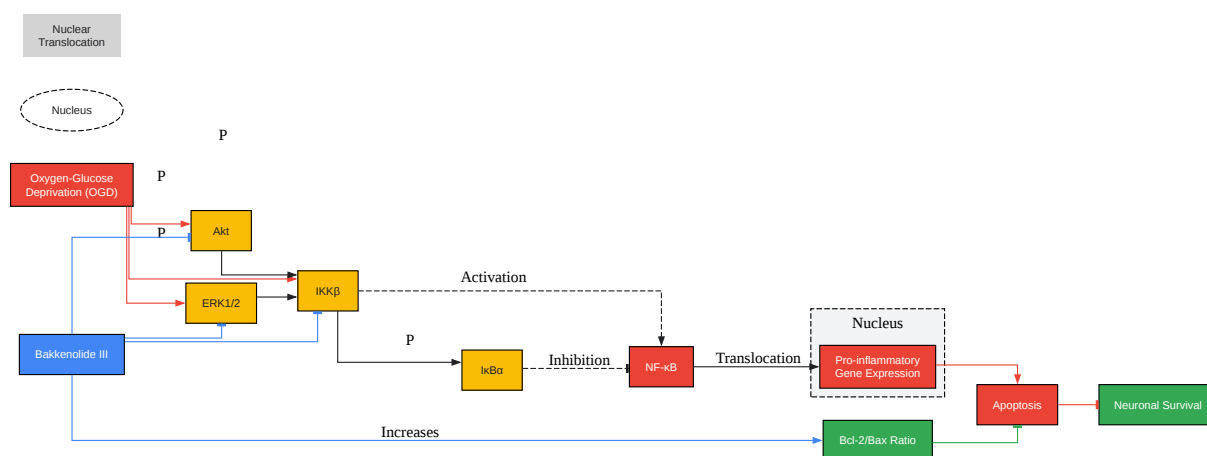 Nuclear
Translocation
Nucleus
P
P
Oxygen-Glucose
Deprivation (OGD)
Akt
P
Activation
IKKβ
ERK1/2
Nucleus
P
Bakkenolide III
Inhibition
Translocation
Pro-inflammatory
Gene Expression
IκBα
NF-κB
Apoptosis
Neuronal Survival
Increases
Bcl-2/Bax Ratio